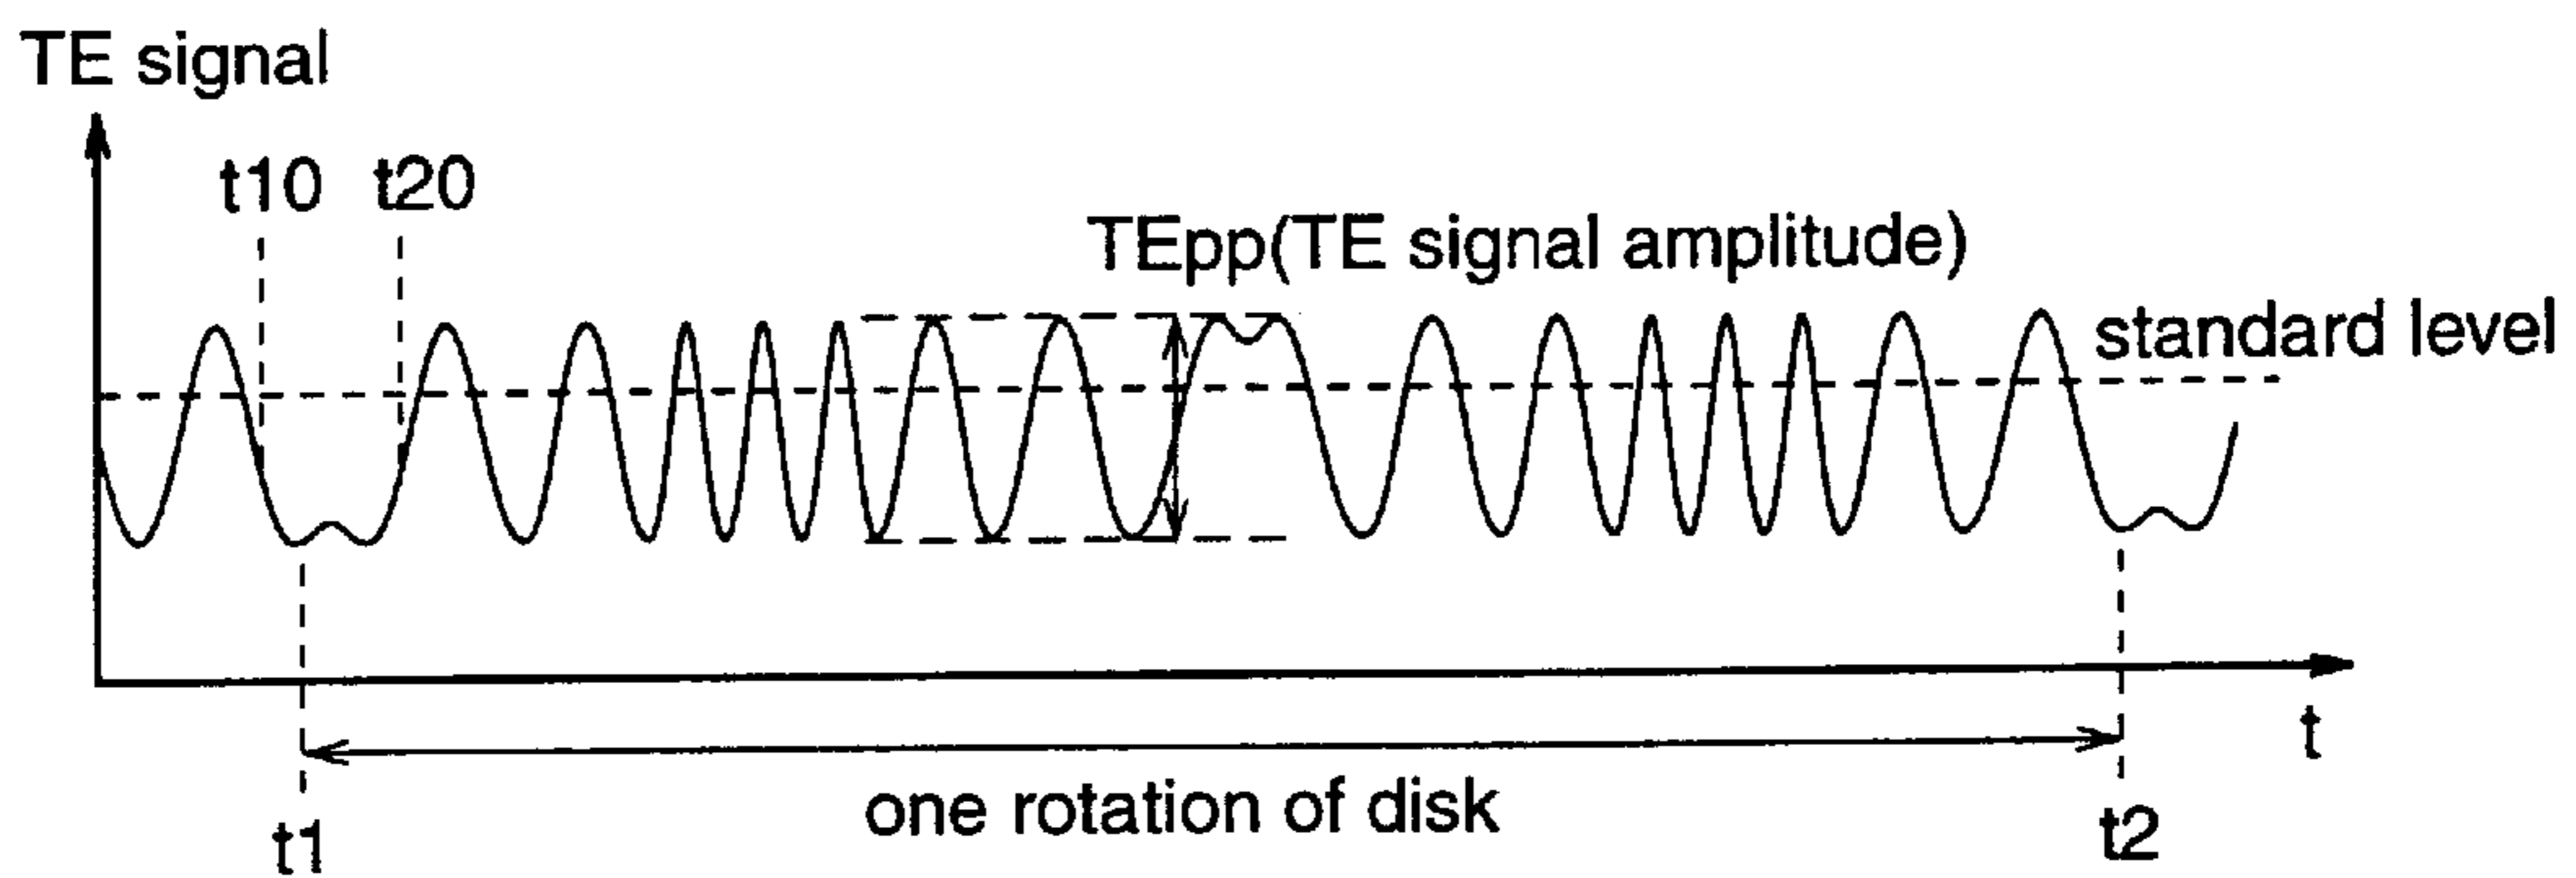 TE signal
t10 t20
TEpp(TE signal amplitude)
standard level
t
one rotation of disk
t1
t2